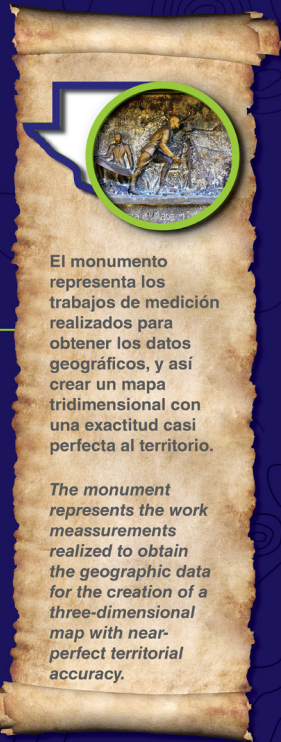 El monumento
representa los
trabajos de medición
realizados para
obtener los datos
geográficos, y así
crear un mapa
tridimensional con
una exactitud casi
perfecta al territorio.
The monument
represents the work
meassurements
realized to obtain
the geographic data
for the creation of a
three-dimensional
map with near-
perfect territorial
accuracy.